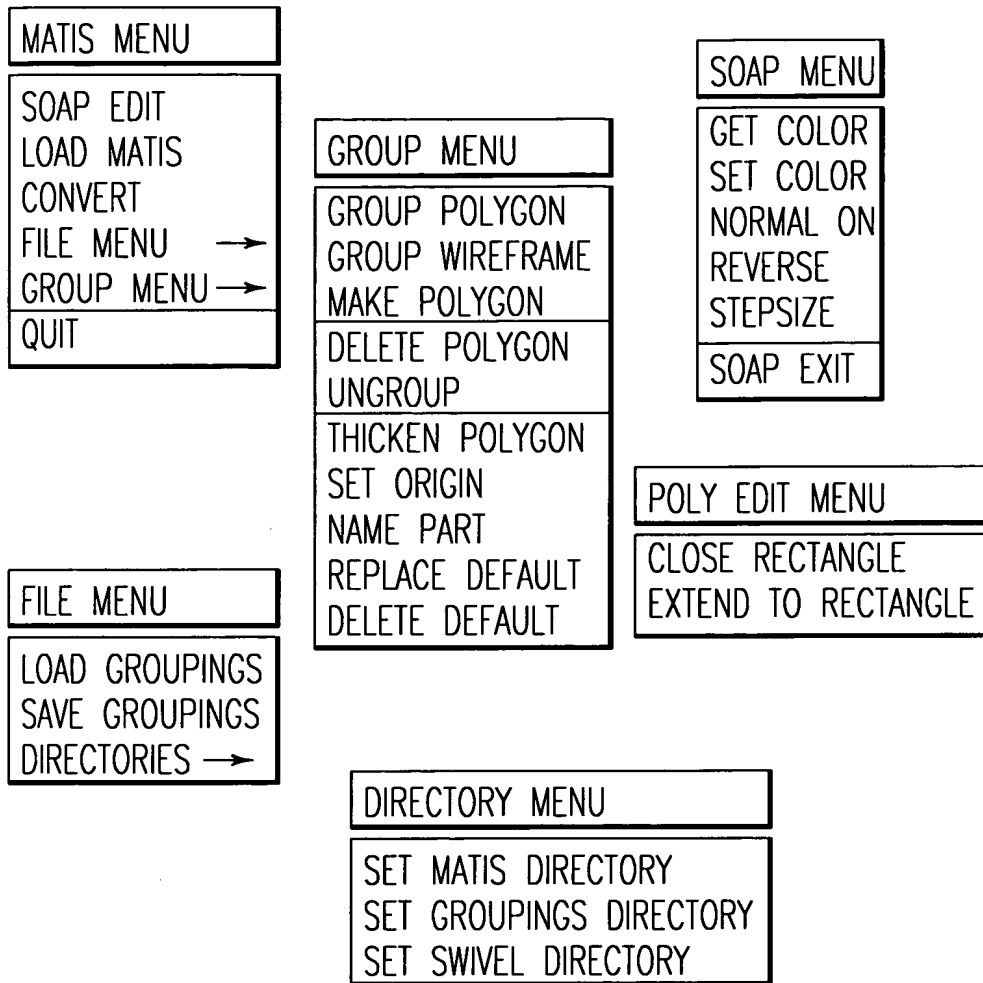 MATIS MENU
SOAP EDIT
LOAD MATIS
CONVERT
FILE MENU →
GROUP MENU →
QUIT
GROUP MENU
GROUP POLYGON
GROUP WIREFRAME
MAKE POLYGON
DELETE POLYGON
UNGROUP
THICKEN POLYGON
SET ORIGIN
NAME PART
REPLACE DEFAULT
DELETE DEFAULT
SOAP MENU
GET COLOR
SET COLOR
NORMAL ON
REVERSE
STEPSIZE
SOAP EXIT
POLY EDIT MENU
CLOSE RECTANGLE
EXTEND TO RECTANGLE
FILE MENU
LOAD GROUPINGS
SAVE GROUPINGS
DIRECTORIES →
DIRECTORY MENU
SET MATIS DIRECTORY
SET GROUPINGS DIRECTORY
SET SWIVEL DIRECTORY